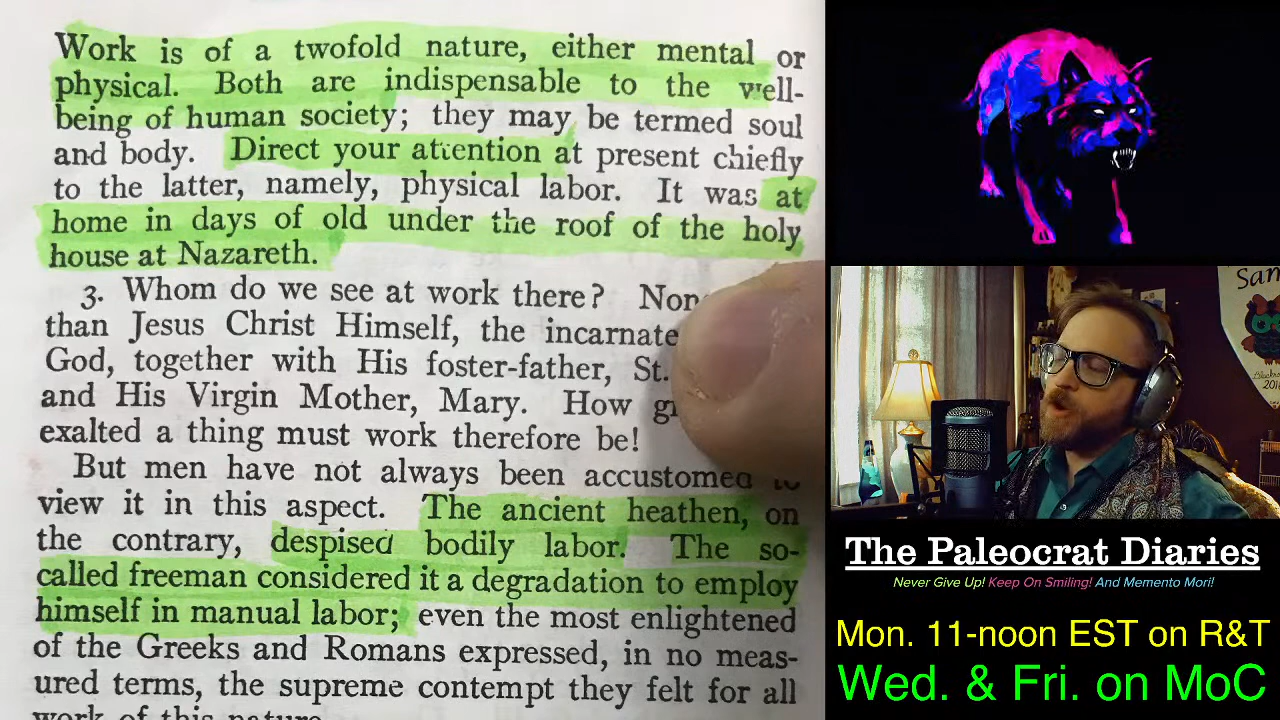 Work is of a twofold nature, either mental or
physical. Both are indispensable to the well-
being of human society; they may be termed soul
and body. Direct your attention at present chiefly
to the latter, namely, physical labor. It was at
home in days of old under the roof of the holy
house at Nazareth.
3. Whom do we see at work there?
than Jesus Christ Himself, the incarnate
God, together with His foster-father, St.
and His Virgin Mother, Mary. How
exalted a thing must work therefore be!
But men have not always been accustomed to
view it in this aspect. The ancient heathen, on
the contrary, despised bodily labor. The so-
called freeman considered it a degradation to employ
himself in manual labor; even the most enlightened
of the Greeks and Romans expressed, in no meas-
ured terms, the supreme contempt they felt for all
work of this nature.
The Paleocrat Diaries
Never Give Up! Keep On Smiling! And Memento Mori!
Mon. 11-noon EST on R&T
Wed. & Fri. on MoC